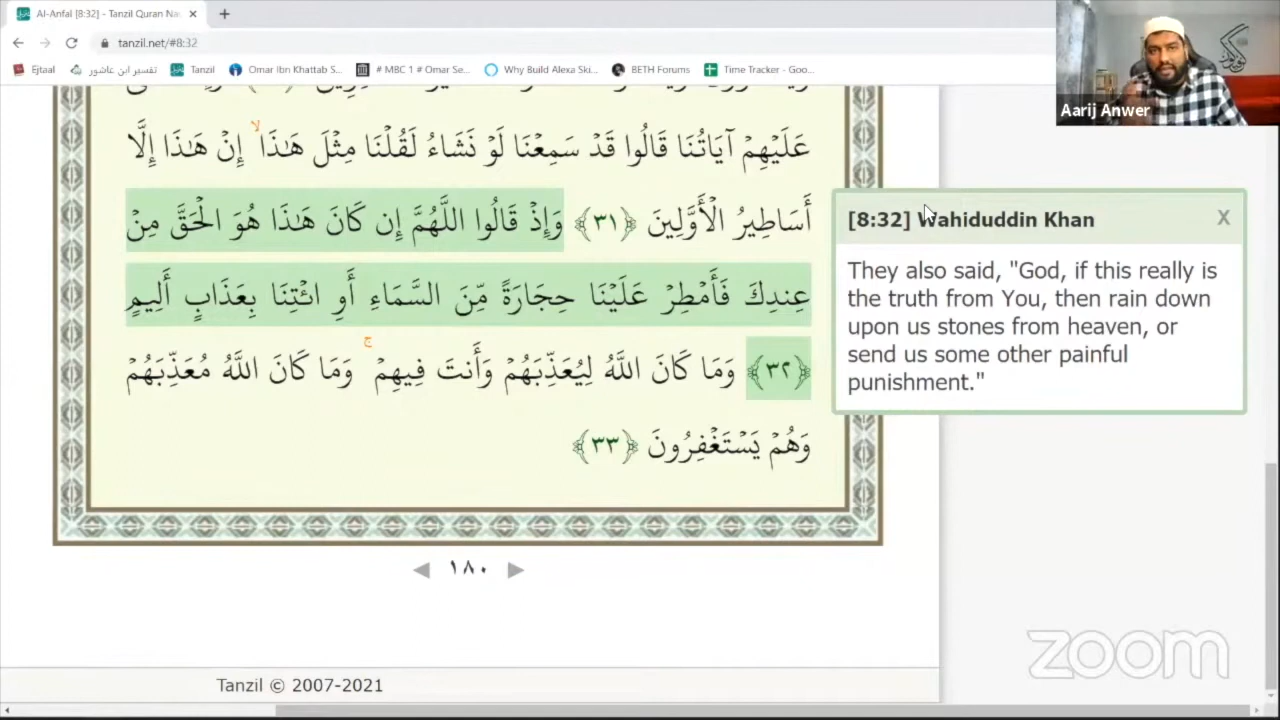 Al-Anfal [8:32] - Tanzil Quran Na
tanzil.net/#8:32
Ejtaal
تفسير ابن عاشور
Tanzil
Omar Ibn Khattab S...
# MBC 1 # Omar Se...
Why Build Alexa Ski...
BETH Forums
Time Tracker - Goo...
Aarij Anwer
عَلَيْهِمْ آيَاتُنَا قَالُوا قَدْ سَمِعْنَا لَوْ نَشَاءُ لَقُلْنَا مِثْلَ هَـٰذَا ۙ إِنْ هَـٰذَا إِلَّا
أَسَاطِيرُ الْأَوَّلِينَ ﴿٣١﴾ وَإِذْ قَالُوا اللَّهُمَّ إِن كَانَ هَـٰذَا هُوَ الْحَقَّ مِنْ
عِندِكَ فَأَمْطِرْ عَلَيْنَا حِجَارَةً مِّنَ السَّمَاءِ أَوِ ائْتِنَا بِعَذَابٍ أَلِيمٍ
﴿٣٢﴾ وَمَا كَانَ اللَّهُ لِيُعَذِّبَهُمْ وَأَنتَ فِيهِمْ ۚ وَمَا كَانَ اللَّهُ مُعَذِّبَهُمْ
وَهُمْ يَسْتَغْفِرُونَ ﴿٣٣﴾
١٨٠
[8:32] Wahiduddin Khan
X
They also said, "God, if this really is
the truth from You, then rain down
upon us stones from heaven, or
send us some other painful
punishment."
zoom
Tanzil © 2007-2021